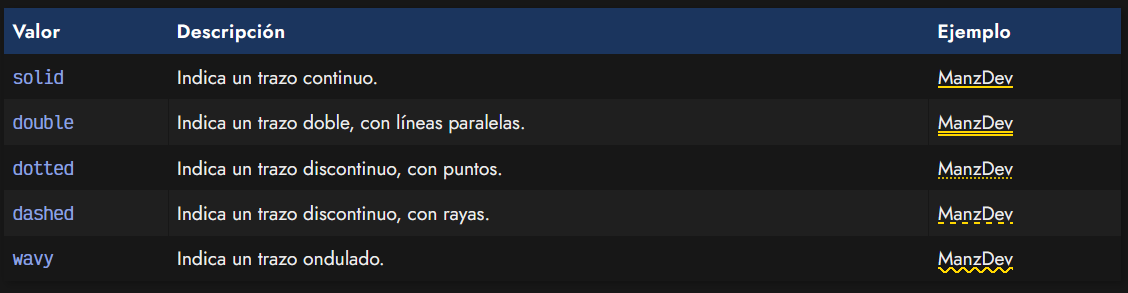 Valor Descripción Ejemplo
solid Indica un trazo continuo. ManzDev
double Indica un trazo doble, con líneas paralelas. ManzDev
dotted Indica un trazo discontinuo, con puntos. ManzDev
dashed Indica un trazo discontinuo, con rayas. ManzDev
wavy Indica un trazo ondulado. ManzDev